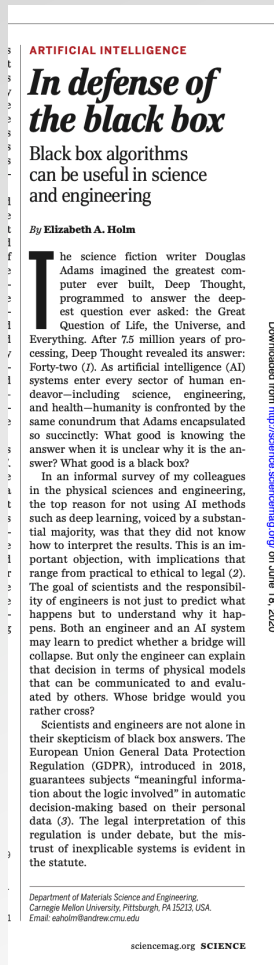 ARTIFICIAL INTELLIGENCE
In defense of
the black box
Black box algorithms
can be useful in science
and engineering
By Elizabeth A. Holm
The science fiction writer Douglas
Adams imagined the greatest com-
puter ever built, Deep Thought,
programmed to answer the deep-
est question ever asked: the Great
Question of Life, the Universe, and
Everything. After 7.5 million years of pro-
cessing, Deep Thought revealed its answer:
Forty-two (1). As artificial intelligence (AI)
systems enter every sector of human en-
deavor—including science, engineering,
and health—humanity is confronted by the
same conundrum that Adams encapsulated
so succinctly: What good is knowing the
answer when it is unclear why it is the an-
swer? What good is a black box?
In an informal survey of my colleagues
in the physical sciences and engineering,
the top reason for not using AI methods
such as deep learning, voiced by a substan-
tial majority, was that they did not know
how to interpret the results. This is an im-
portant objection, with implications that
range from practical to ethical to legal (2).
The goal of scientists and the responsibil-
ity of engineers is not just to predict what
happens but to understand why it hap-
pens. Both an engineer and an AI system
may learn to predict whether a bridge will
collapse. But only the engineer can explain
that decision in terms of physical models
that can be communicated to and evalu-
ated by others. Whose bridge would you
rather cross?
Scientists and engineers are not alone in
their skepticism of black box answers. The
European Union General Data Protection
Regulation (GDPR), introduced in 2018,
guarantees subjects “meaningful informa-
tion about the logic involved” in automatic
decision-making based on their personal
data (3). The legal interpretation of this
regulation is under debate, but the mis-
trust of inexplicable systems is evident in
the statute.
Department of Materials Science and Engineering,
Carnegie Mellon University, Pittsburgh, PA 15213, USA.
Email: eaholm@andrew.cmu.edu
sciencemag.org SCIENCE
Downloaded from http://science.sciencemag.org/ on June 18, 2020